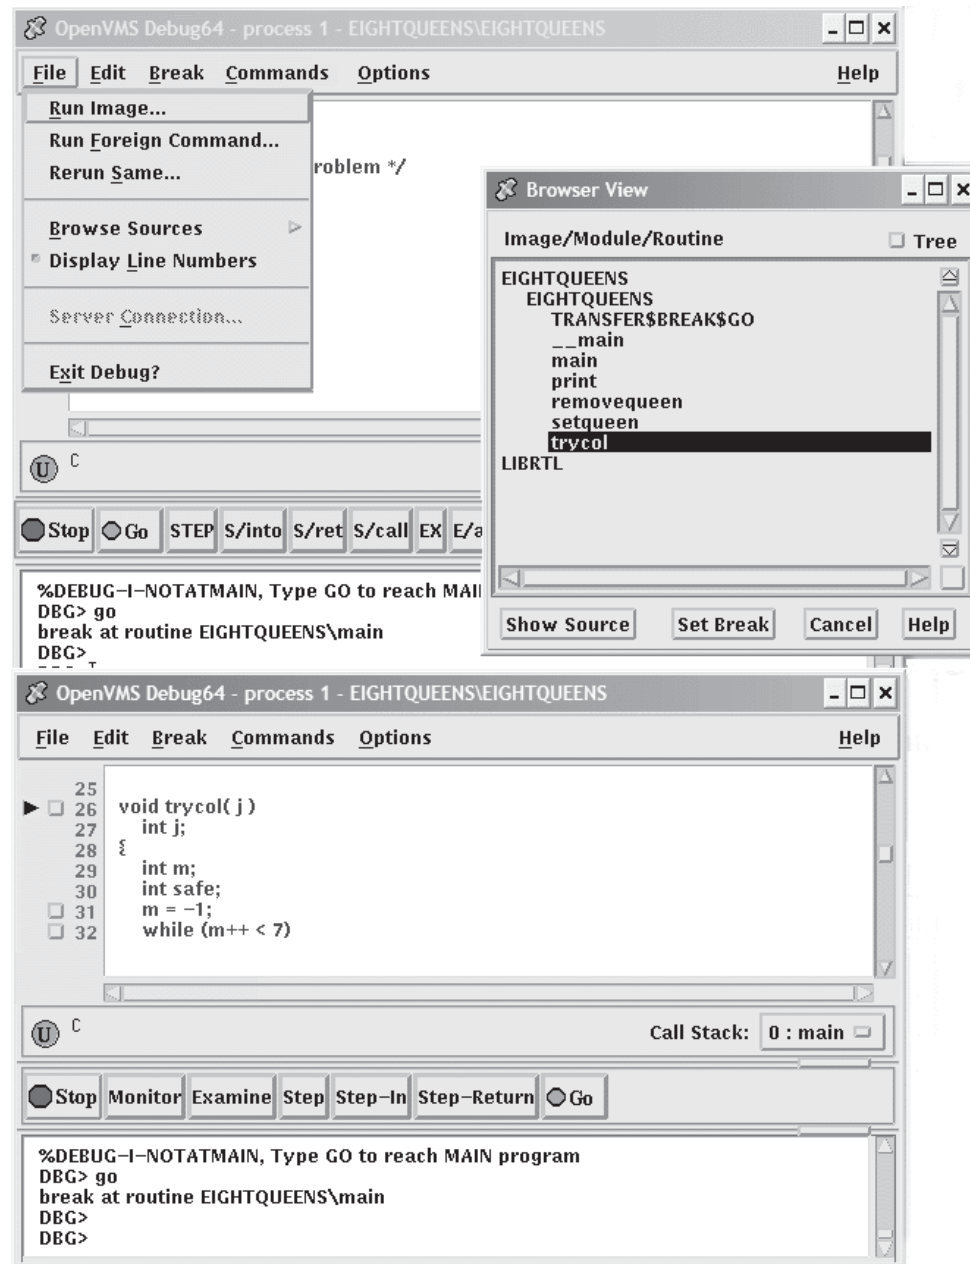 OpenVMS Debug64 - process 1 - EIGHTQUEENS\EIGHTQUEENS
File Edit Break Commands Options Help
Run Image...
Run Foreign Command...
Rerun Same...
Browse Sources
Display Line Numbers
Server Connection...
Exit Debug?
roblem */
Browser View
Image/Module/Routine Tree
EIGHTQUEENS
EIGHTQUEENS
TRANSFER$BREAK$GO
__main
main
print
removequeen
setqueen
trycol
LIBRTL
Show Source Set Break Cancel Help
U C
Stop Go STEP S/into S/ret S/call EX E/a
%DEBUG-I-NOTATMAIN, Type GO to reach MAI
DBG> go
break at routine EIGHTQUEENS\main
DBG>
OpenVMS Debug64 - process 1 - EIGHTQUEENS\EIGHTQUEENS
File Edit Break Commands Options Help
25
26 void trycol( j )
27 int j;
28 {
29 int m;
30 int safe;
31 m = -1;
32 while (m++ < 7)
U C Call Stack: 0 : main
Stop Monitor Examine Step Step-In Step-Return Go
%DEBUG-I-NOTATMAIN, Type GO to reach MAIN program
DBG> go
break at routine EIGHTQUEENS\main
DBG>
DBG>